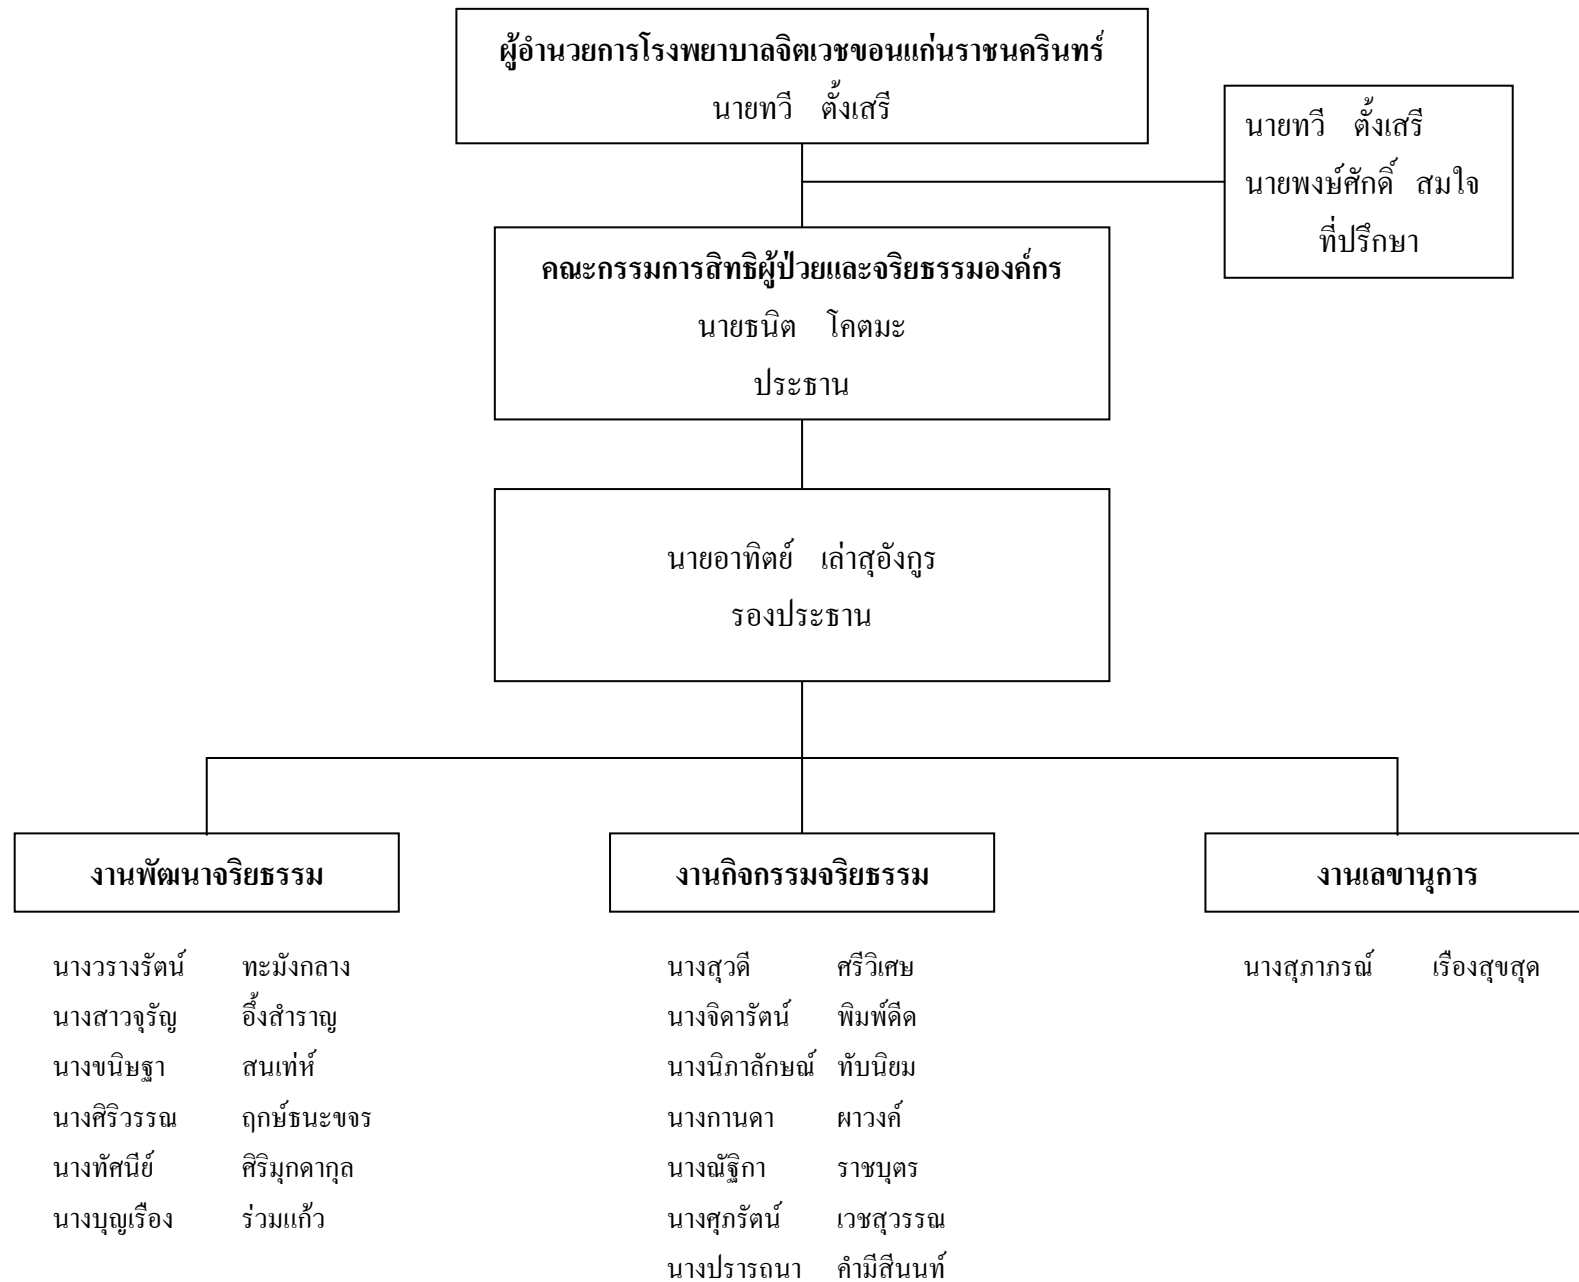 ผู้อำนวยการโรงพยาบาลจิตเวชขอนแก่นราชนครินทร์
นายทวี ตั้งเสรี
นายทวี ตั้งเสรี
นายพงษ์ศักดิ์ สมใจ
ที่ปรึกษา
คณะกรรมการสิทธิผู้ป่วยและจริยธรรมองค์กร
นายธนิต โคตมะ
ประธาน
นายอาทิตย์ เล่าสุอังกูร
รองประธาน
งานพัฒนาจริยธรรม
นางวรางรัตน์ ทะมังกลาง
นางสาวจุรัญ อึ้งสำราญ
นางขนิษฐา สนเท่ห์
นางศิริวรรณ ฤกษ์ธนะขจร
นางทัศนีย์ ศิริมุกดากุล
นางบุญเรือง ร่วมแก้ว
งานกิจกรรมจริยธรรม
นางสุวดี ศรีวิเศษ
นางจิดารัตน์ พิมพ์ดีด
นางนิภาลักษณ์ ทับนิยม
นางกานดา ผาวงค์
นางณัฐิกา ราชบุตร
นางศุภรัตน์ เวชสุวรรณ
นางปรารถนา คำมีสีนนท์
งานเลขานุการ
นางสุภาภรณ์ เรืองสุขสุด